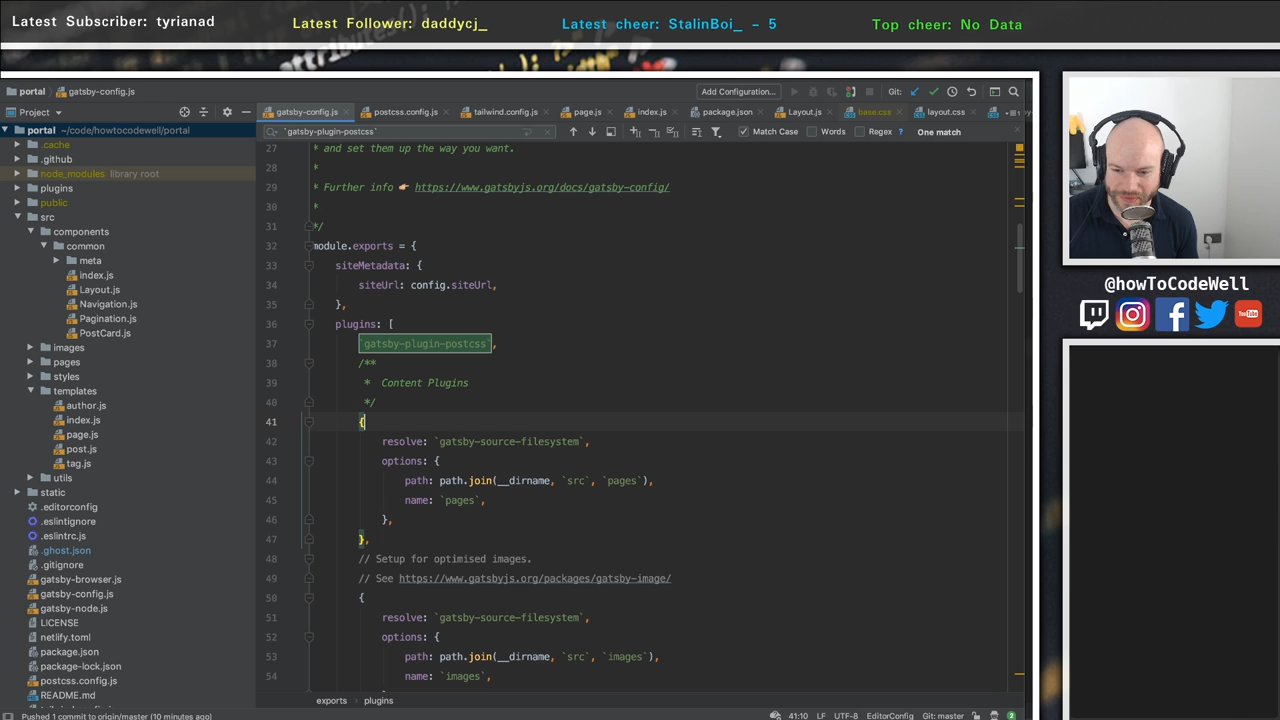 Latest Subscriber: tyrianad
Latest Follower: daddycj_
Latest cheer: StalinBoi_ - 5
Top cheer: No Data
portal > gatsby-config.js
Add Configuration...
Git:
Project
gatsby-config.js
postcss.config.js
tailwind.config.js
page.js
index.js
package.json
Layout.js
base.css
layout.css
portal ~/code/howtocodewell/portal
.cache
.github
node_modules library root
plugins
public
src
components
common
meta
index.js
Layout.js
Navigation.js
Pagination.js
PostCard.js
images
pages
styles
templates
author.js
index.js
page.js
post.js
tag.js
utils
static
.editorconfig
.eslintignore
.eslintrc.js
.ghost.json
.gitignore
gatsby-browser.js
gatsby-config.js
gatsby-node.js
LICENSE
netlify.toml
package.json
package-lock.json
postcss.config.js
README.md
`gatsby-plugin-postcss`
Match Case
Words
Regex
?
One match
27 * and set them up the way you want.
28 *
29 * Further info 👉 https://www.gatsbyjs.org/docs/gatsby-config/
30 *
31 */
32 module.exports = {
33 siteMetadata: {
34 siteUrl: config.siteUrl,
35 },
36 plugins: [
37 `gatsby-plugin-postcss`,
38 /**
39 * Content Plugins
40 */
41 {
42 resolve: `gatsby-source-filesystem`,
43 options: {
44 path: path.join(__dirname, `src`, `pages`),
45 name: `pages`,
46 },
47 },
48 // Setup for optimised images.
49 // See https://www.gatsbyjs.org/packages/gatsby-image/
50 {
51 resolve: `gatsby-source-filesystem`,
52 options: {
53 path: path.join(__dirname, `src`, `images`),
54 name: `images`,
exports > plugins
Pushed 1 commit to origin/master (10 minutes ago)
41:10 LF UTF-8 EditorConfig Git: master
2
@howToCodeWell
YouTube